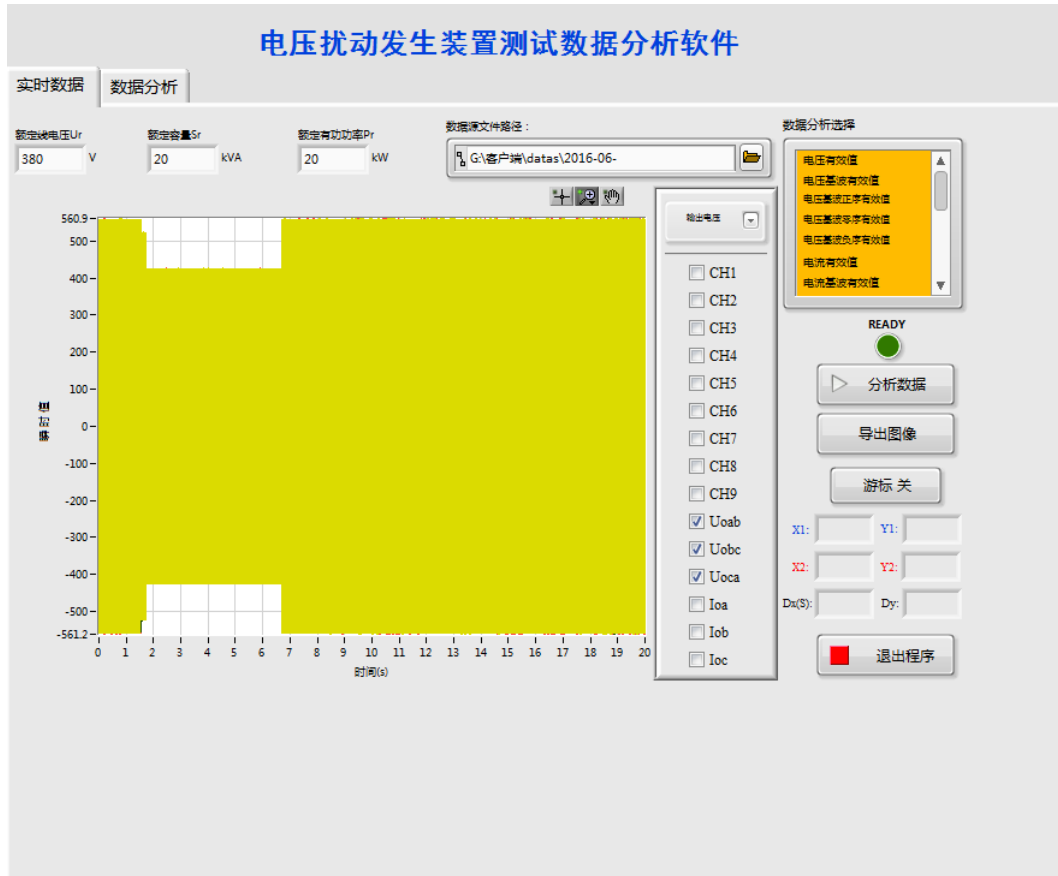 电压扰动发生装置测试数据分析软件
实时数据
数据分析
额定线电压Ur
380
V
额定容量Sr
20
kVA
额定有功功率Pr
20
kW
数据源文件路径：
G:\客户端\datas\2016-06-
数据分析选择
电压有效值
电压基波有效值
电压基波正序有效值
电压基波零序有效值
电压基波负序有效值
电流有效值
电流基波有效值
READY
分析数据
导出图像
游标 关
X1:
Y1:
X2:
Y2:
Dx(S):
Dy:
退出程序
输出电压
CH1
CH2
CH3
CH4
CH5
CH6
CH7
CH8
CH9
Uoab
Uobc
Uoca
Ioa
Iob
Ioc
瞬时值
560.9
500
400
300
200
100
0
-100
-200
-300
-400
-500
-561.2
0 1 2 3 4 5 6 7 8 9 10 11 12 13 14 15 16 17 18 19 20
时间(s)